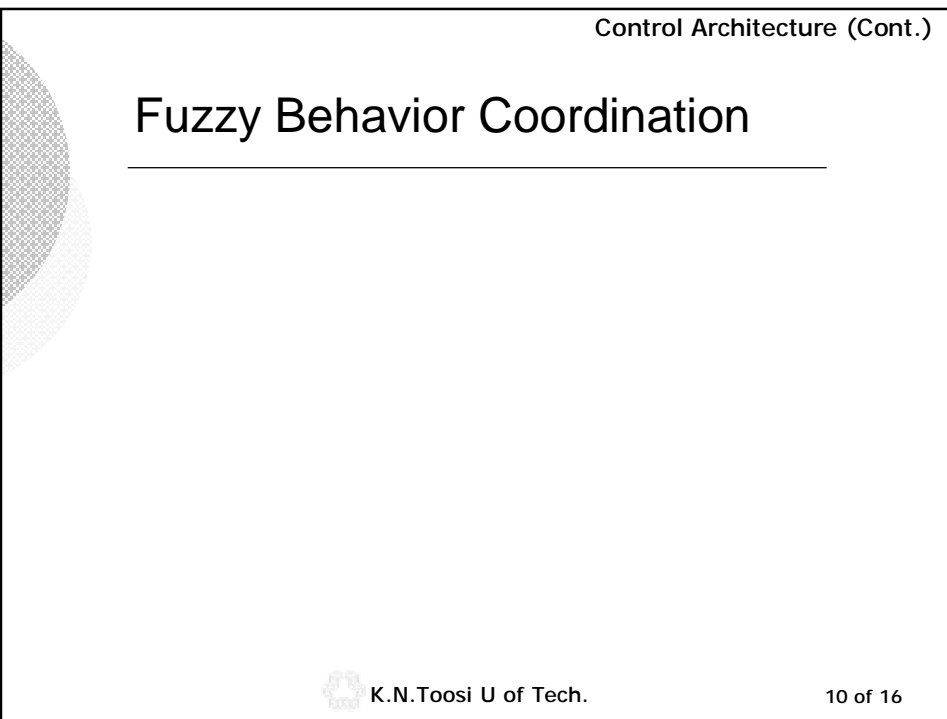 Control Architecture (Cont.)
Fuzzy Behavior Coordination
K.N.Toosi U of Tech.
10 of 16